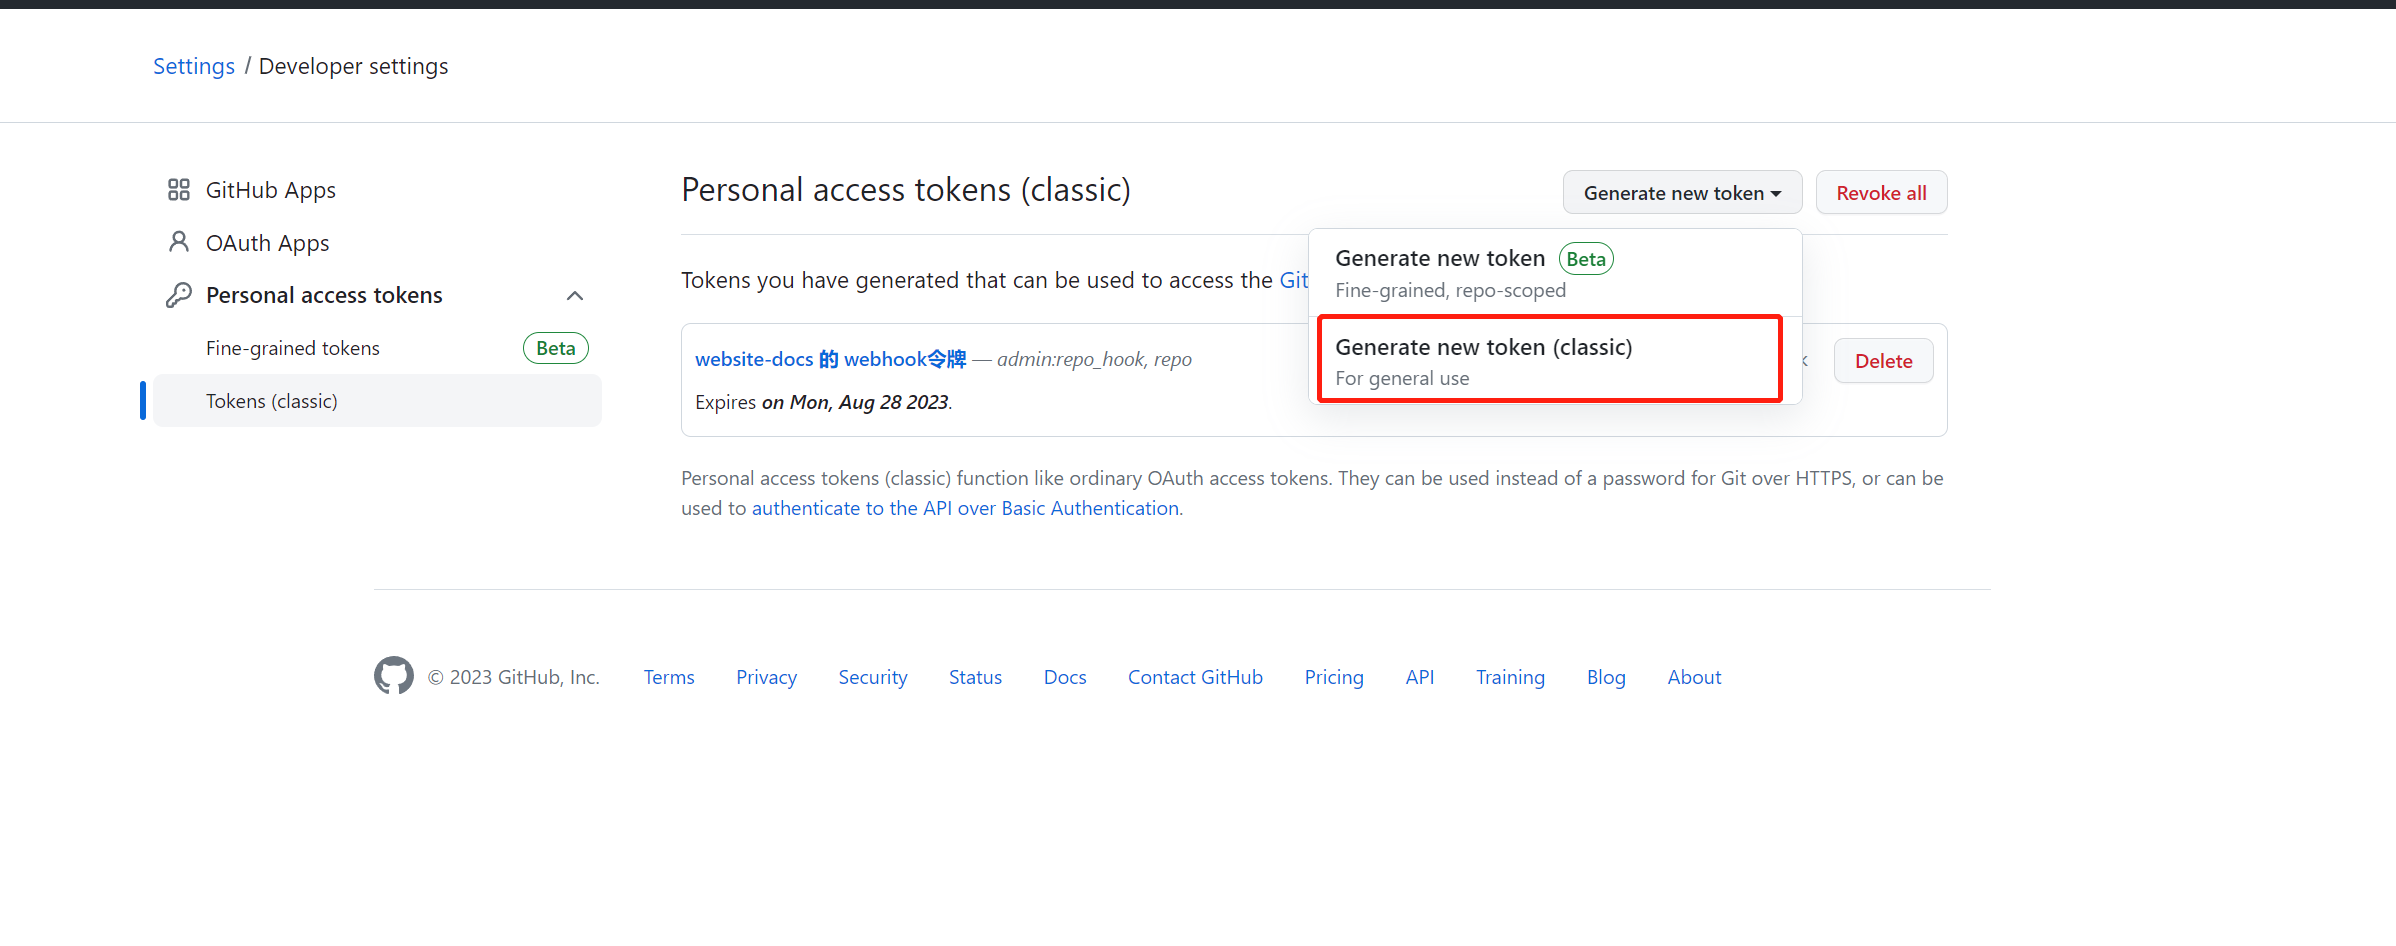 Settings / Developer settings
GitHub Apps
OAuth Apps
Personal access tokens
Fine-grained tokens Beta
Tokens (classic)
Personal access tokens (classic)
Generate new token
Revoke all
Generate new token Beta
Fine-grained, repo-scoped
Generate new token (classic)
For general use
Tokens you have generated that can be used to access the Git
website-docs 的 webhook令牌 — admin:repo_hook, repo
Delete
Expires on Mon, Aug 28 2023.
Personal access tokens (classic) function like ordinary OAuth access tokens. They can be used instead of a password for Git over HTTPS, or can be
used to authenticate to the API over Basic Authentication.
© 2023 GitHub, Inc. Terms Privacy Security Status Docs Contact GitHub Pricing API Training Blog About